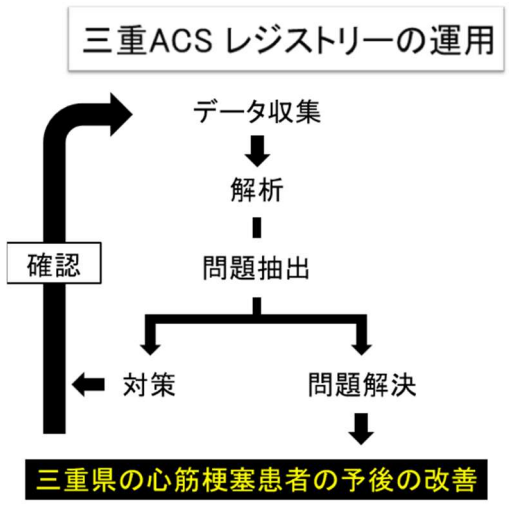 三重ACS レジストリーの運用
データ収集
解析
問題抽出
確認
対策
問題解決
三重県の心筋梗塞患者の予後の改善